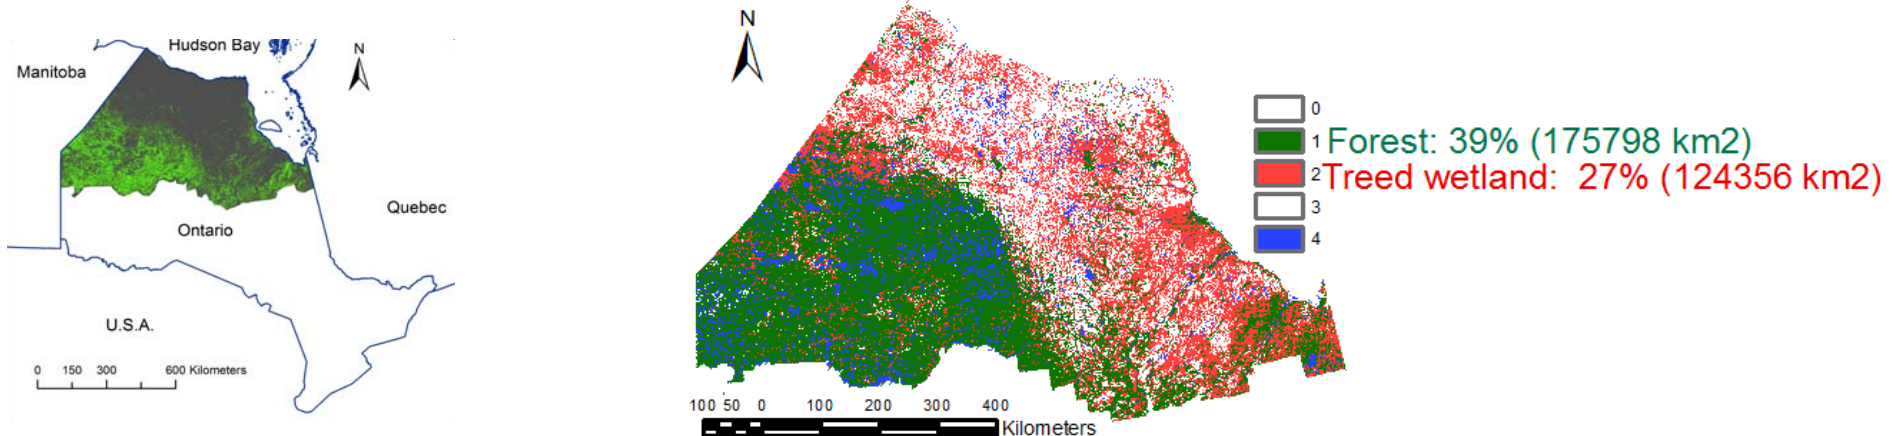 Hudson Bay
N
Manitoba
Quebec
Ontario
U.S.A.
0 150 300 600 Kilometers
N
0
1 Forest: 39% (175798 km2)
2 Treed wetland: 27% (124356 km2)
3
4
100 50 0 100 200 300 400
Kilometers